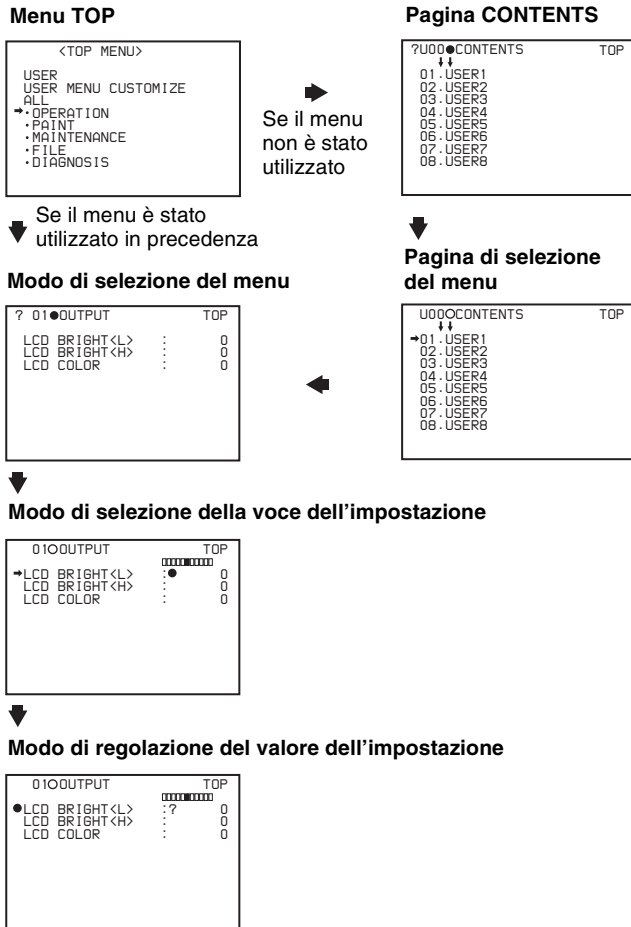 Menu TOP
<TOP MENU>
USER
USER MENU CUSTOMIZE
ALL
➡•OPERATION
•PAINT
•MAINTENANCE
•FILE
•DIAGNOSIS
Se il menu
non è stato
utilizzato
Pagina CONTENTS
?U00●CONTENTS TOP
01.USER1
02.USER2
03.USER3
04.USER4
05.USER5
06.USER6
07.USER7
08.USER8
Se il menu è stato
utilizzato in precedenza
Pagina di selezione
del menu
U00○CONTENTS TOP
➡01.USER1
02.USER2
03.USER3
04.USER4
05.USER5
06.USER6
07.USER7
08.USER8
Modo di selezione del menu
? 01●OUTPUT TOP
LCD BRIGHT<L> : 0
LCD BRIGHT<H> : 0
LCD COLOR : 0
Modo di selezione della voce dell'impostazione
01○OUTPUT TOP
➡LCD BRIGHT<L> :● 0
LCD BRIGHT<H> : 0
LCD COLOR : 0
Modo di regolazione del valore dell'impostazione
01○OUTPUT TOP
●LCD BRIGHT<L> :? 0
LCD BRIGHT<H> : 0
LCD COLOR : 0